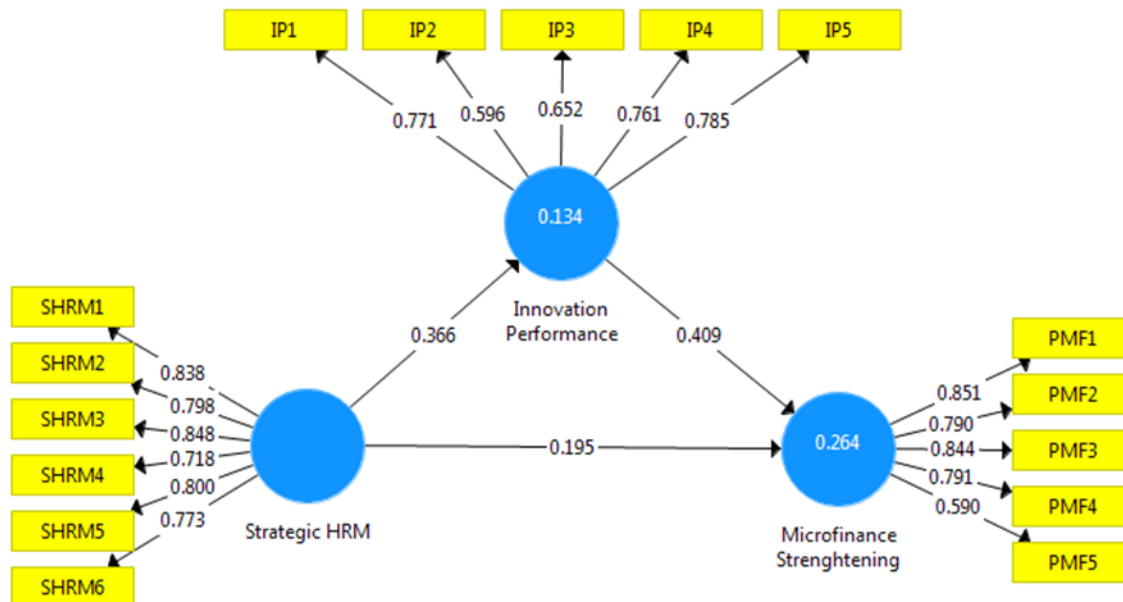 IP1 IP2 IP3 IP4 IP5
0.771 0.596 0.652 0.761 0.785
0.134
Innovation
Performance
SHRM1
SHRM2
SHRM3
SHRM4
SHRM5
SHRM6
0.838
0.798
0.848
0.718
0.800
0.773
Strategic HRM
0.366
0.409
0.195
0.264
Microfinance
Strenghtening
0.851
0.790
0.844
0.791
0.590
PMF1
PMF2
PMF3
PMF4
PMF5